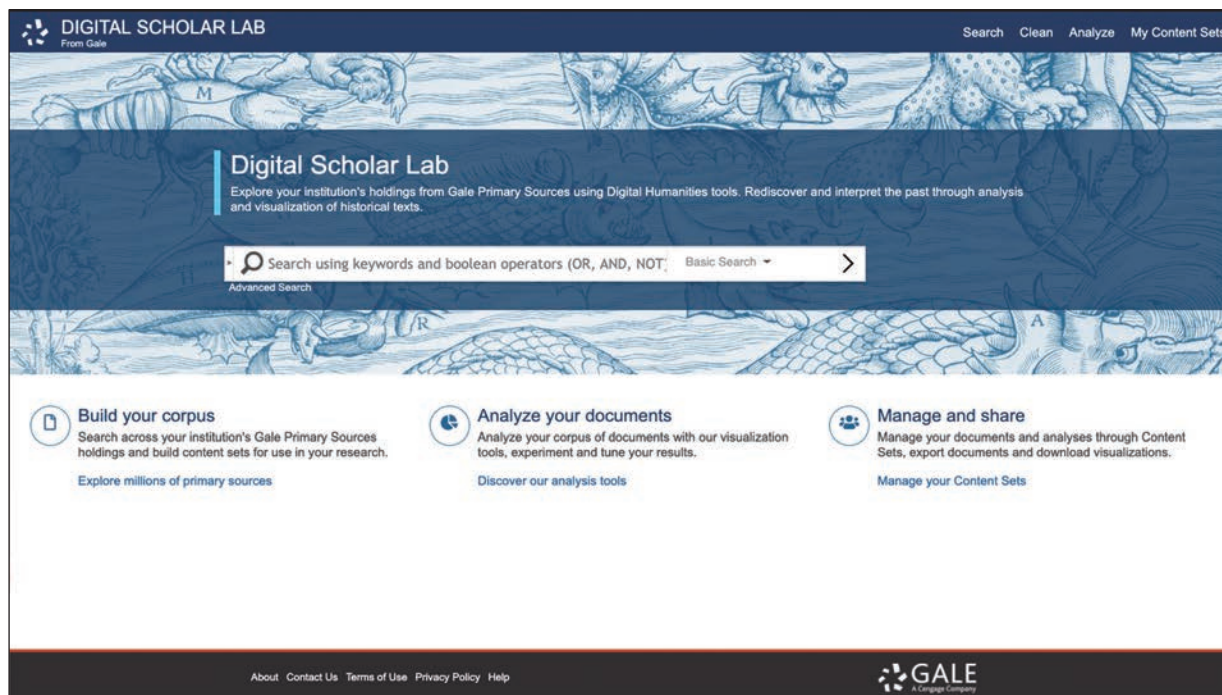 DIGITAL SCHOLAR LAB
From Gale
Search Clean Analyze My Content Sets
M
Digital Scholar Lab
Explore your institution's holdings from Gale Primary Sources using Digital Humanities tools. Rediscover and interpret the past through analysis
and visualization of historical texts.
H
Search using keywords and boolean operators (OR, AND, NOT) Basic Search
Advanced Search
R
A
Build your corpus
Search across your institution's Gale Primary Sources
holdings and build content sets for use in your research.
Explore millions of primary sources
Analyze your documents
Analyze your corpus of documents with our visualization
tools, experiment and tune your results.
Discover our analysis tools
Manage and share
Manage your documents and analyses through Content
Sets, export documents and download visualizations.
Manage your Content Sets
About Contact Us Terms of Use Privacy Policy Help
GALE
A Cengage Company